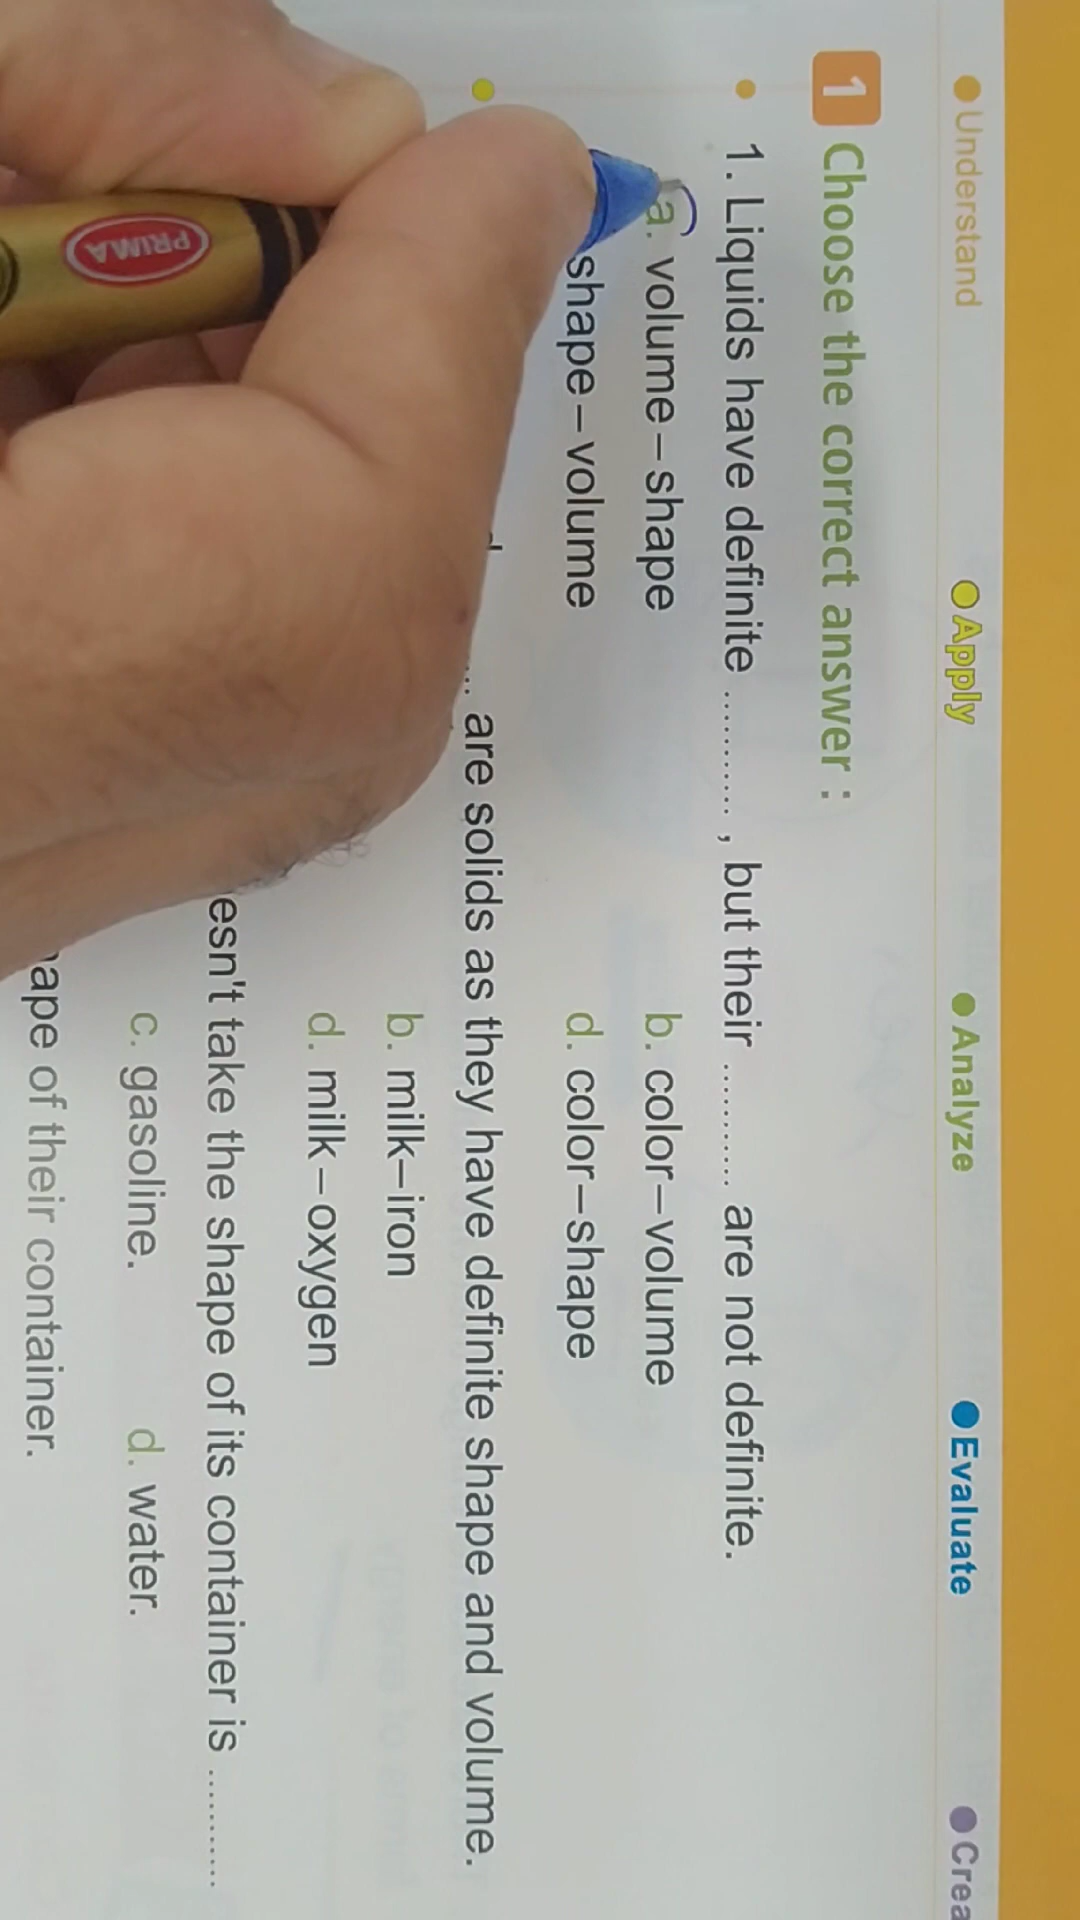 Understand Apply Analyze Evaluate Crea
1 Choose the correct answer :
1. Liquids have definite ............ , but their ............ are not definite.
a. volume – shape b. color – volume
shape – volume d. color – shape
... are solids as they have definite shape and volume.
b. milk – iron
d. milk – oxygen
esn't take the shape of its container is ..........
c. gasoline. d. water.
ape of their container.
PRIMA